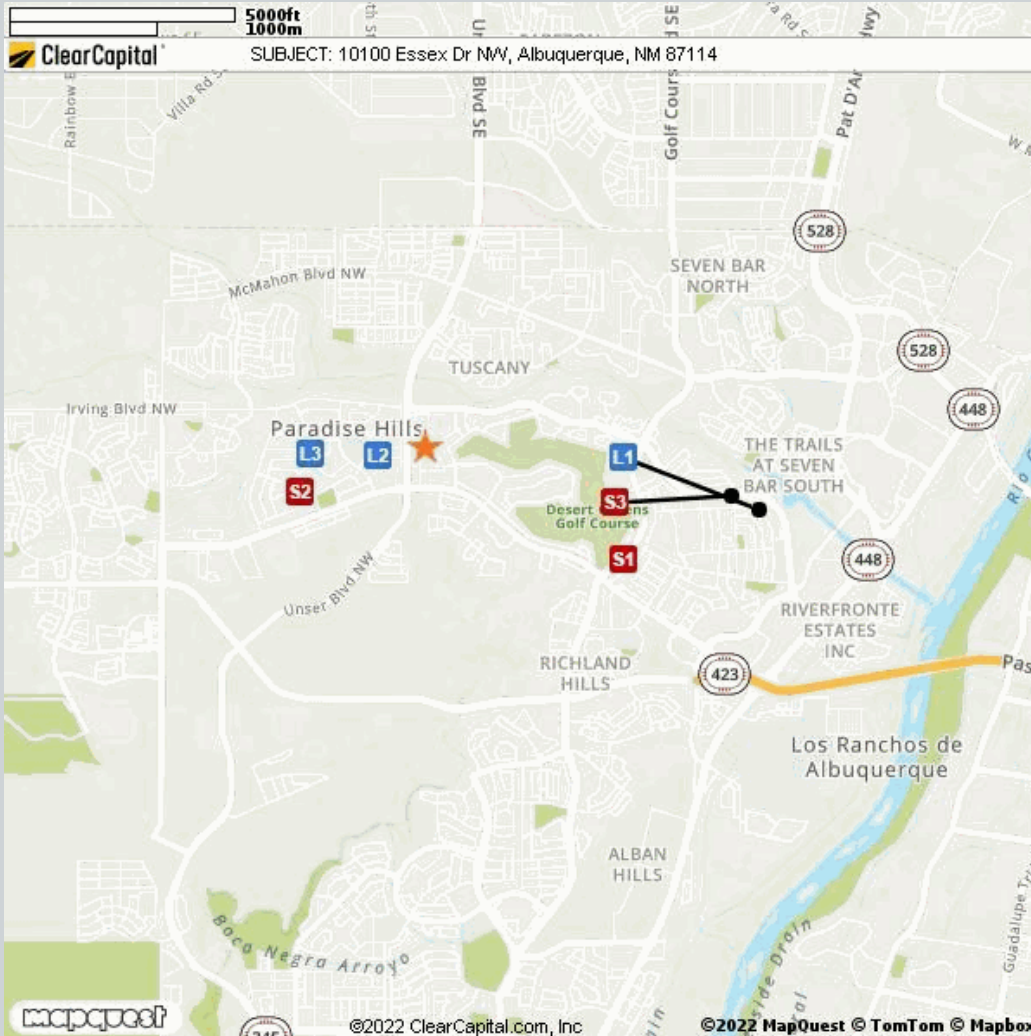 5000ft
1000m
ClearCapital
SUBJECT: 10100 Essex Dr NW, Albuquerque, NM 87114
Rainbow
Villa Rd
Blvd SE
Golf Cours
Pat D'Ar
528
SEVEN BAR
NORTH
McMahon Blvd NW
528
TUSCANY
448
Irving Blvd NW
Paradise Hills
L3
L2
L1
THE TRAILS
AT SEVEN
BAR SOUTH
S2
S3
Desert
Golf Course
S1
448
Unser Blvd NW
RIVERFRONTE
ESTATES
INC
RICHLAND
HILLS
423
Los Ranchos de
Albuquerque
ALBAN
HILLS
Boca Negra Arroyo
Guadalupe
mapquest
©2022 ClearCapital.com, Inc
©2022 MapQuest © TomTom © Mapbox